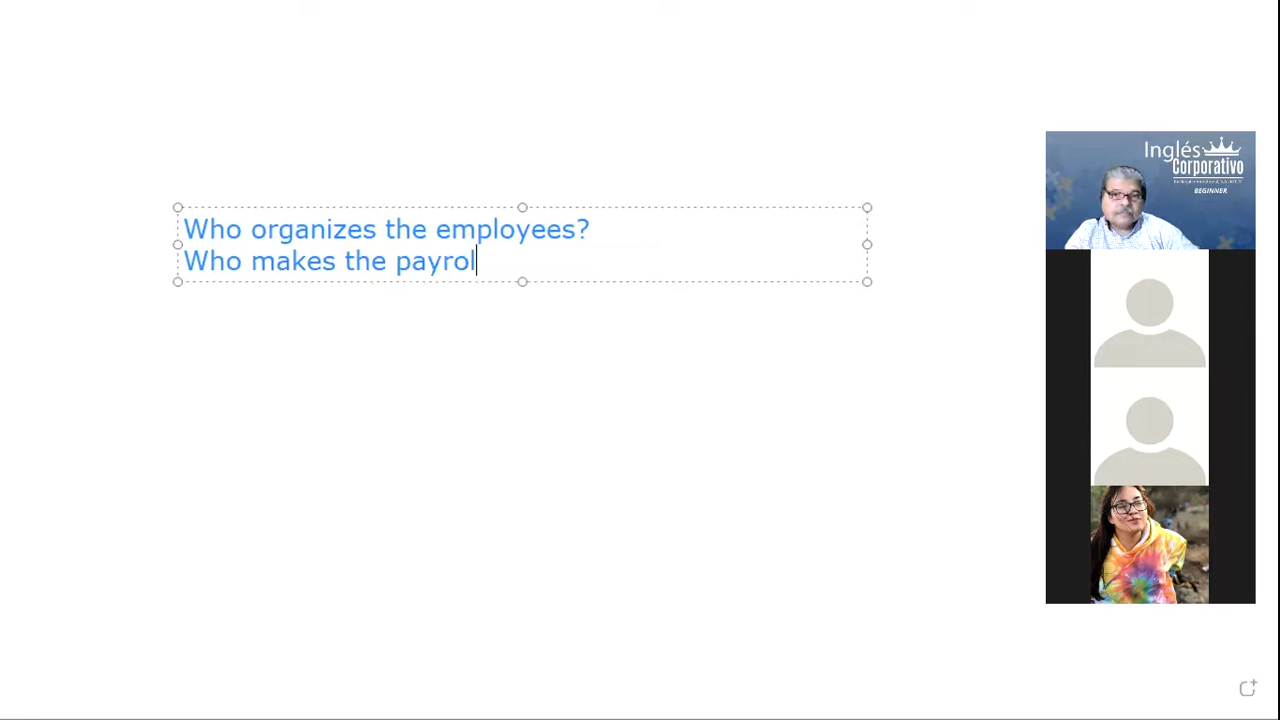 Who organizes the employees?
Who makes the payrol
Inglés
Corporativo
BEGINNER